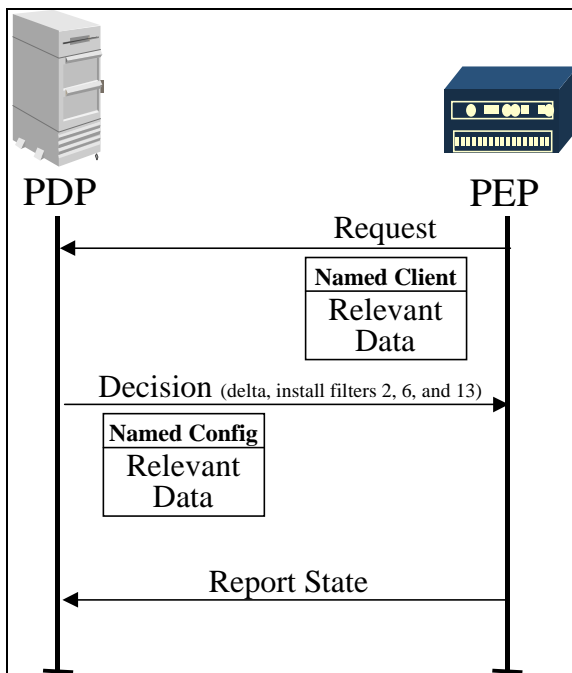 PDP
PEP
Request
Named Client
Relevant
Data
Decision (delta, install filters 2, 6, and 13)
Named Config
Relevant
Data
Report State